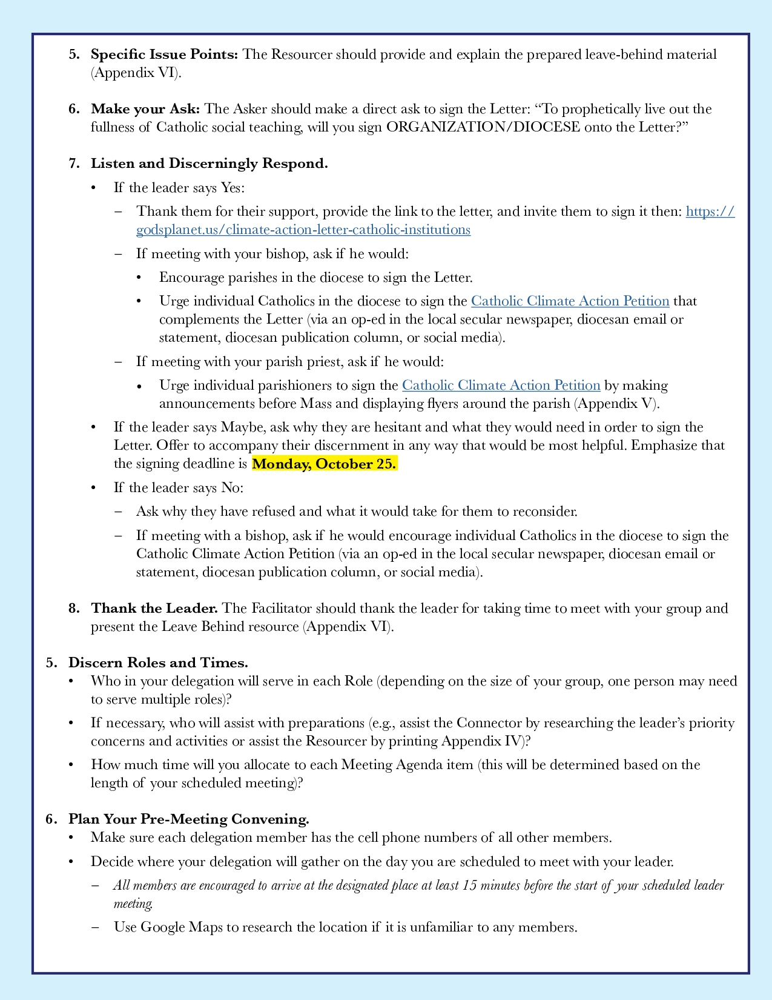 5. Specific Issue Points: The Resourcer should provide and explain the prepared leave-behind material
(Appendix VI).
6. Make your Ask: The Asker should make a direct ask to sign the Letter: “To prophetically live out the
fullness of Catholic social teaching, will you sign ORGANIZATION/DIOCESE onto the Letter?”
7. Listen and Discerningly Respond.
• If the leader says Yes:
– Thank them for their support, provide the link to the letter, and invite them to sign it then: https://
godsplanet.us/climate-action-letter-catholic-institutions
– If meeting with your bishop, ask if he would:
• Encourage parishes in the diocese to sign the Letter.
• Urge individual Catholics in the diocese to sign the Catholic Climate Action Petition that
complements the Letter (via an op-ed in the local secular newspaper, diocesan email or
statement, diocesan publication column, or social media).
– If meeting with your parish priest, ask if he would:
• Urge individual parishioners to sign the Catholic Climate Action Petition by making
announcements before Mass and displaying flyers around the parish (Appendix V).
• If the leader says Maybe, ask why they are hesitant and what they would need in order to sign the
Letter. Offer to accompany their discernment in any way that would be most helpful. Emphasize that
the signing deadline is Monday, October 25.
• If the leader says No:
– Ask why they have refused and what it would take for them to reconsider.
– If meeting with a bishop, ask if he would encourage individual Catholics in the diocese to sign the
Catholic Climate Action Petition (via an op-ed in the local secular newspaper, diocesan email or
statement, diocesan publication column, or social media).
8. Thank the Leader. The Facilitator should thank the leader for taking time to meet with your group and
present the Leave Behind resource (Appendix VI).
5. Discern Roles and Times.
• Who in your delegation will serve in each Role (depending on the size of your group, one person may need
to serve multiple roles)?
• If necessary, who will assist with preparations (e.g., assist the Connector by researching the leader’s priority
concerns and activities or assist the Resourcer by printing Appendix IV)?
• How much time will you allocate to each Meeting Agenda item (this will be determined based on the
length of your scheduled meeting)?
6. Plan Your Pre-Meeting Convening.
• Make sure each delegation member has the cell phone numbers of all other members.
• Decide where your delegation will gather on the day you are scheduled to meet with your leader.
– All members are encouraged to arrive at the designated place at least 15 minutes before the start of your scheduled leader
meeting.
– Use Google Maps to research the location if it is unfamiliar to any members.